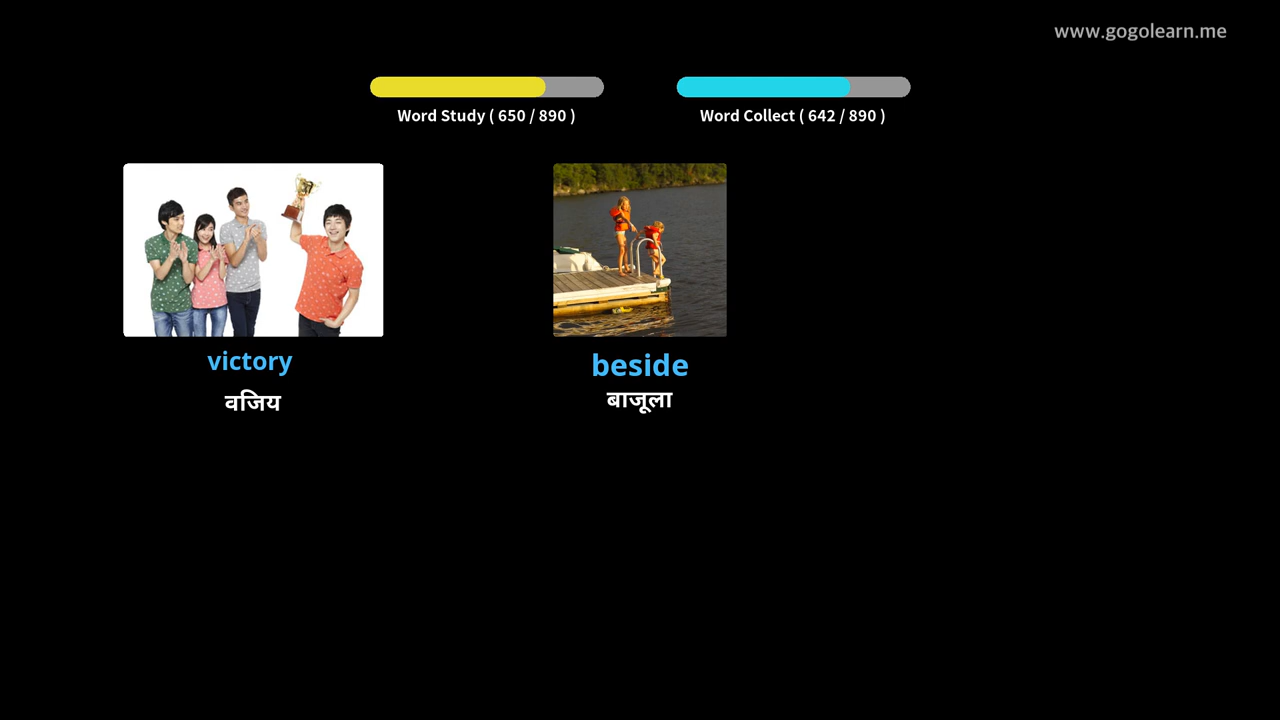 www.gogolearn.me
Word Study ( 650 / 890 )
Word Collect ( 642 / 890 )
victory
वजिय
beside
बाजूला